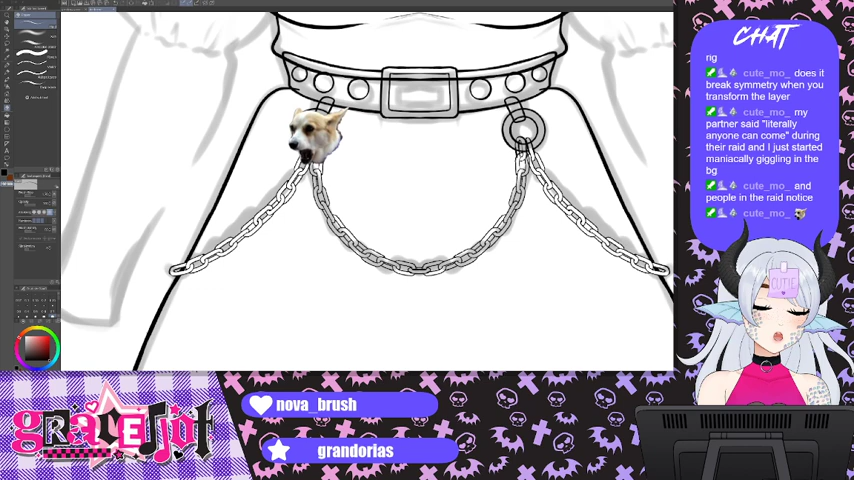 CHAT
rig
cute_mo_ does it
break symmetry when you
transform the layer
cute_mo_ my
partner said "literally
anyone can come" during
their raid and I just started
maniacally giggling in the
bg
cute_mo_ and
people in the raid notice
cute_mo_
CUTIE
gRACEJot
nova_brush
grandorias